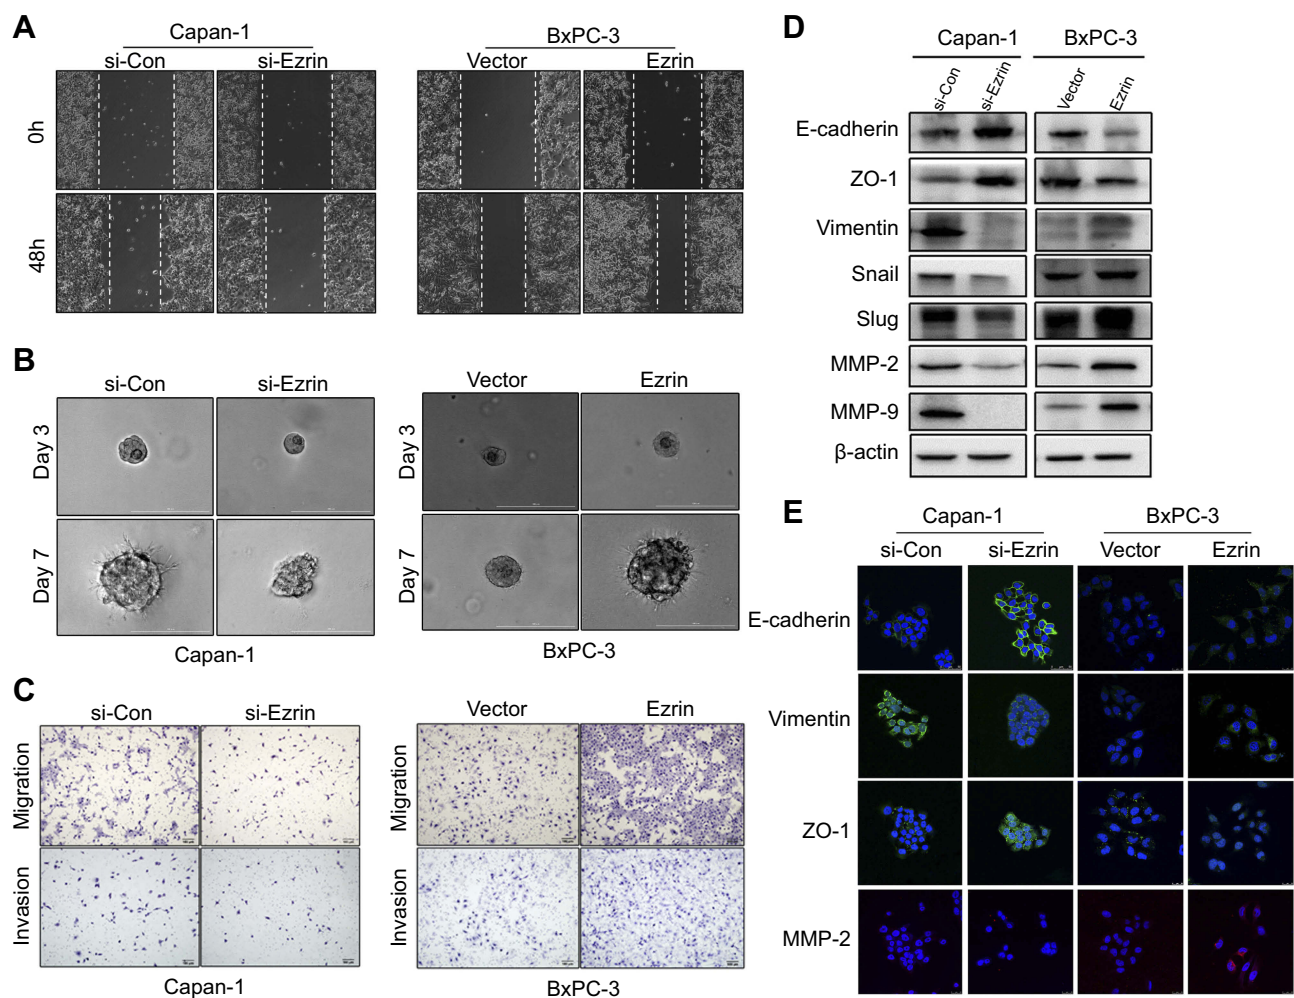 A
Capan-1
si-Con si-Ezrin
BxPC-3
Vector Ezrin
0h
48h
B
si-Con si-Ezrin
Vector Ezrin
Day 3
Day 3
Day 7
Day 7
Capan-1
BxPC-3
C
si-Con si-Ezrin
Vector Ezrin
Migration
Migration
Invasion
Invasion
Capan-1
BxPC-3
D
Capan-1 BxPC-3
si-Con si-Ezrin Vector Ezrin
E-cadherin
ZO-1
Vimentin
Snail
Slug
MMP-2
MMP-9
β-actin
E
Capan-1 BxPC-3
si-Con si-Ezrin Vector Ezrin
E-cadherin
Vimentin
ZO-1
MMP-2